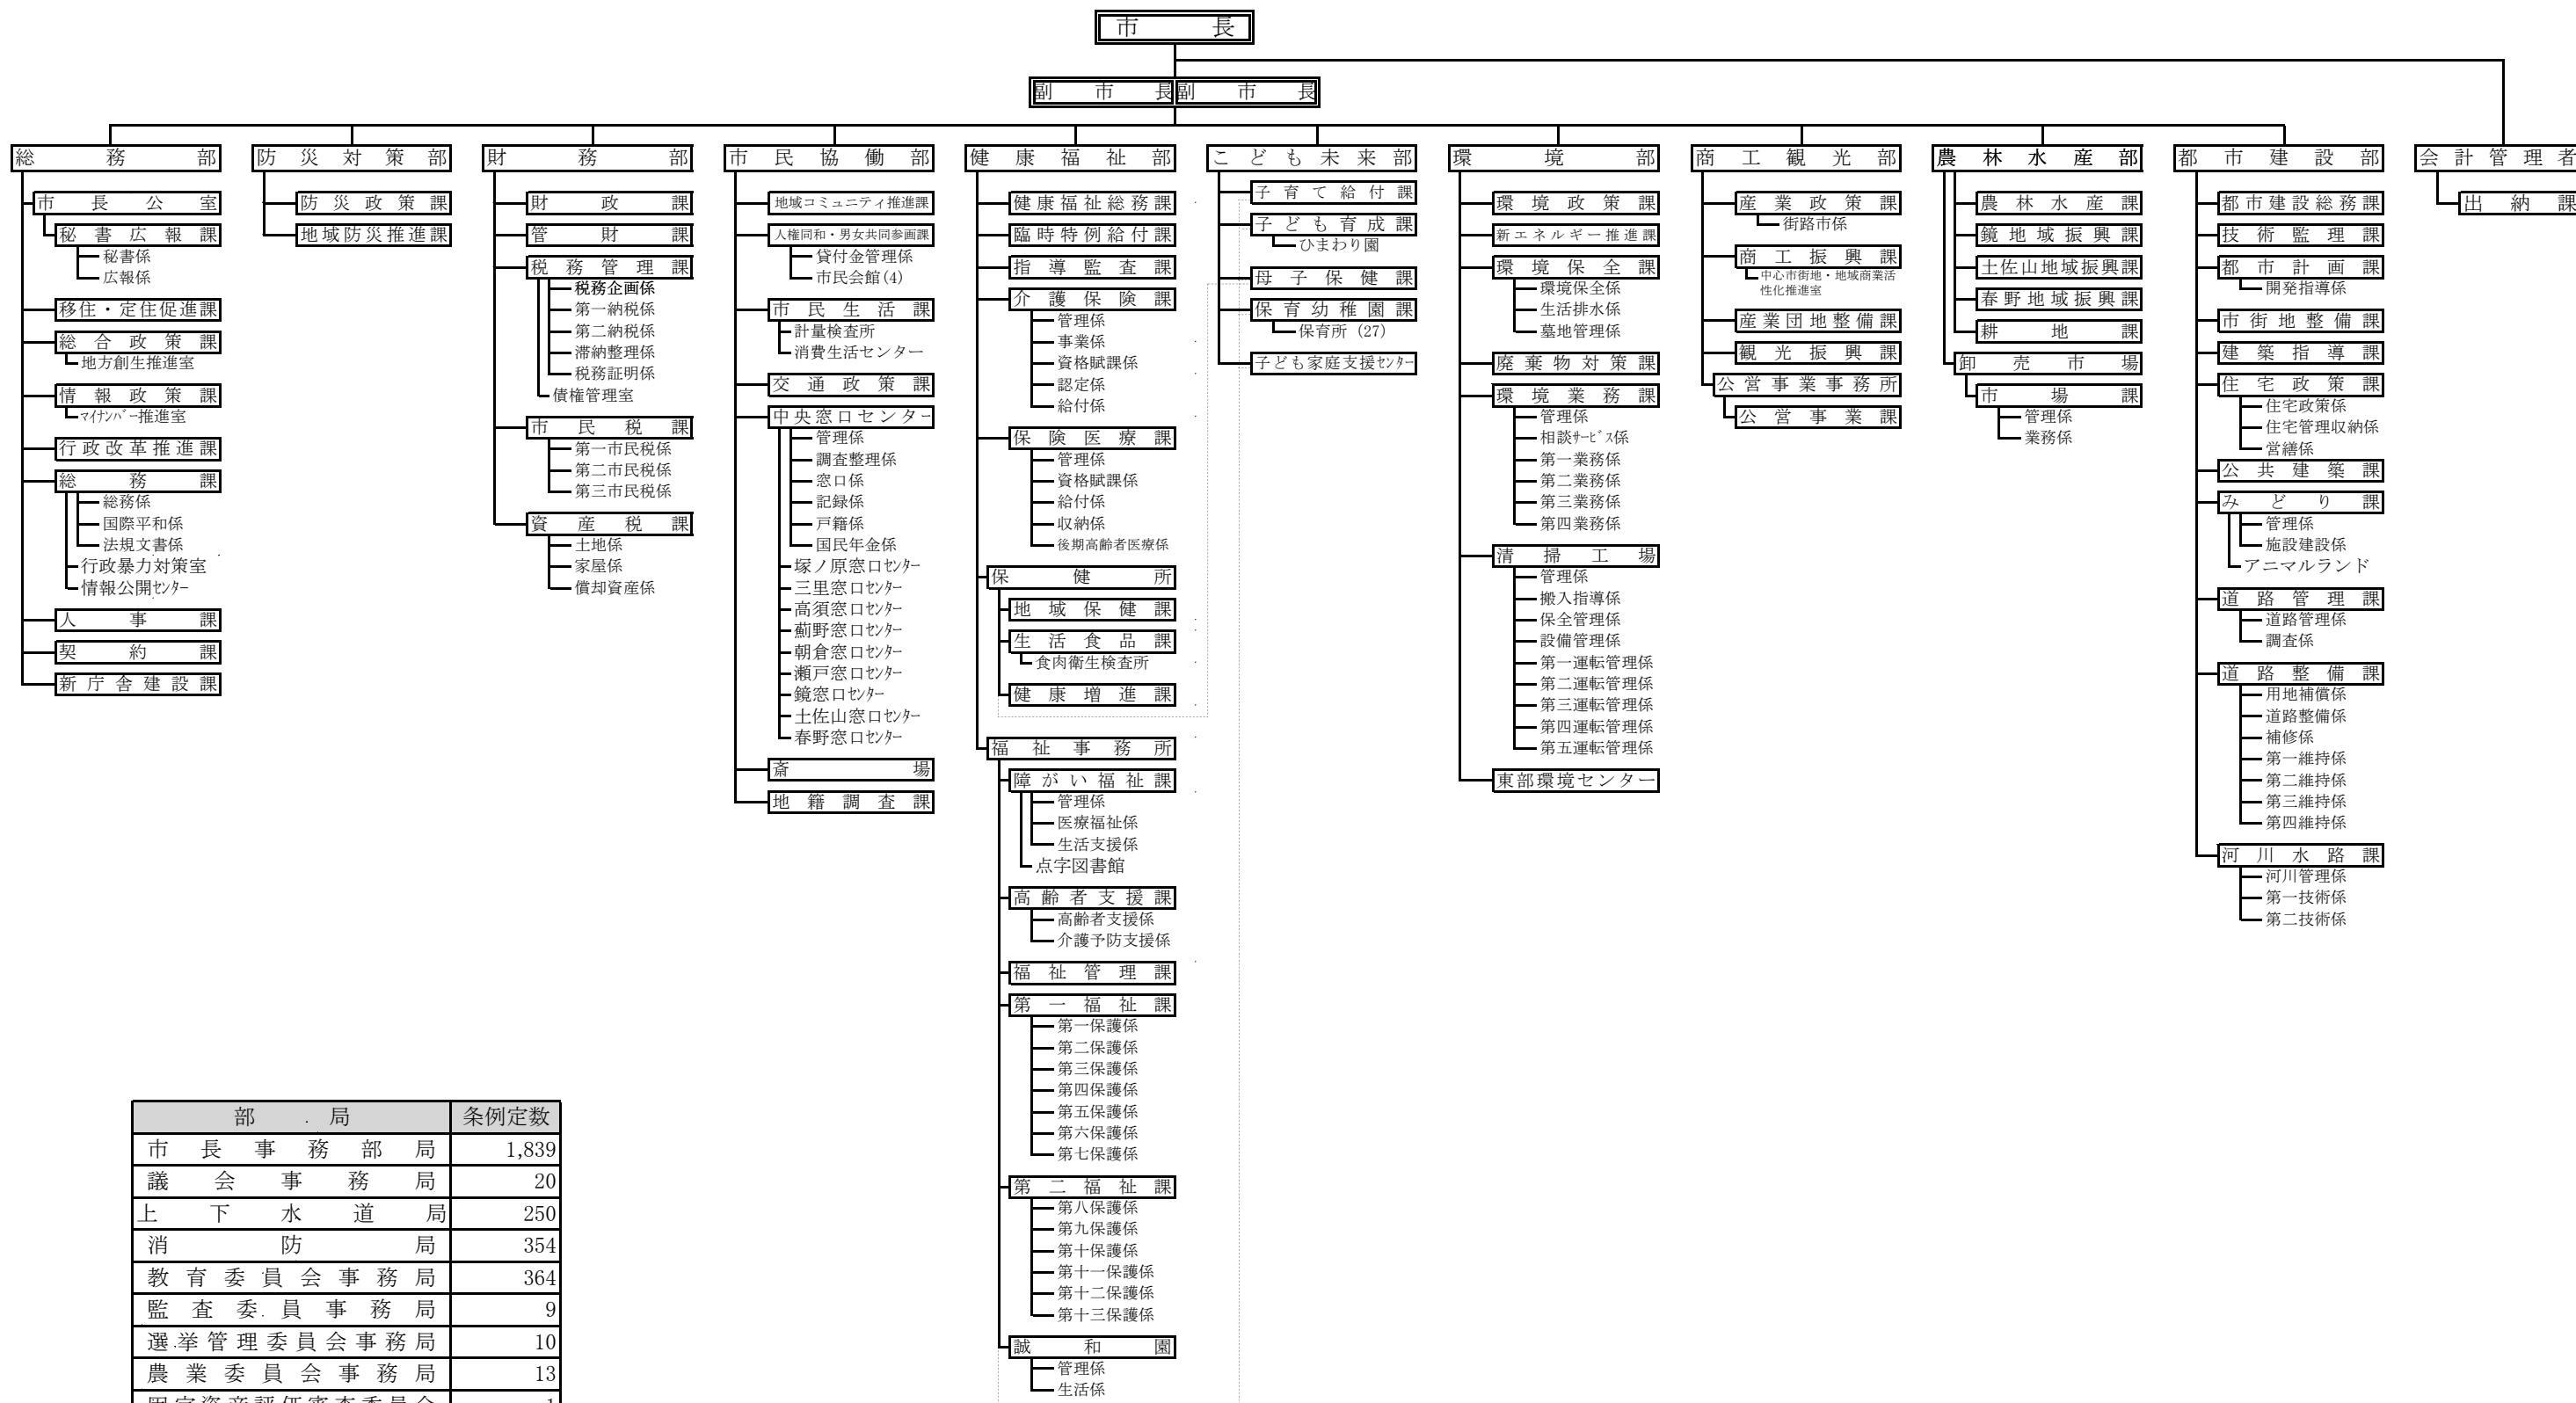 市長
副市長 副市長
総務部
市長公室
秘書広報課
秘書係
広報係
移住・定住促進課
総合政策課
地方創生推進室
情報政策課
ﾏｲﾅﾝﾊﾞｰ推進室
行政改革推進課
総務課
総務係
国際平和係
法規文書係
行政暴力対策室
情報公開ｾﾝﾀｰ
人事課
契約課
新庁舎建設課
防災対策部
防災政策課
地域防災推進課
財務部
財政課
管財課
税務管理課
税務企画係
第一納税係
第二納税係
滞納整理係
税務証明係
債権管理室
市民税課
第一市民税係
第二市民税係
第三市民税係
資産税課
土地係
家屋係
償却資産係
市民協働部
地域コミュニティ推進課
人権同和・男女共同参画課
貸付金管理係
市民会館(4)
市民生活課
計量検査所
消費生活センター
交通政策課
中央窓口センター
管理係
調査整理係
窓口係
記録係
戸籍係
国民年金係
塚ノ原窓口ｾﾝﾀｰ
三里窓口ｾﾝﾀｰ
高須窓口ｾﾝﾀｰ
薊野窓口ｾﾝﾀｰ
朝倉窓口ｾﾝﾀｰ
瀬戸窓口ｾﾝﾀｰ
鏡窓口ｾﾝﾀｰ
土佐山窓口ｾﾝﾀｰ
春野窓口ｾﾝﾀｰ
斎場
地籍調査課
健康福祉部
健康福祉総務課
臨時特例給付課
指導監査課
介護保険課
管理係
事業係
資格賦課係
認定係
給付係
保険医療課
管理係
資格賦課係
給付係
収納係
後期高齢者医療係
保健所
地域保健課
生活食品課
食肉衛生検査所
健康増進課
福祉事務所
障がい福祉課
管理係
医療福祉係
生活支援係
点字図書館
高齢者支援課
高齢者支援係
介護予防支援係
福祉管理課
第一福祉課
第一保護係
第二保護係
第三保護係
第四保護係
第五保護係
第六保護係
第七保護係
第二福祉課
第八保護係
第九保護係
第十保護係
第十一保護係
第十二保護係
第十三保護係
誠和園
管理係
生活係
こども未来部
子育て給付課
子ども育成課
ひまわり園
母子保健課
保育幼稚園課
保育所 (27)
子ども家庭支援ｾﾝﾀｰ
環境部
環境政策課
新エネルギー推進課
環境保全課
環境保全係
生活排水係
墓地管理係
廃棄物対策課
環境業務課
管理係
相談ｻｰﾋﾞｽ係
第一業務係
第二業務係
第三業務係
第四業務係
清掃工場
管理係
搬入指導係
保全管理係
設備管理係
第一運転管理係
第二運転管理係
第三運転管理係
第四運転管理係
第五運転管理係
東部環境センター
商工観光部
産業政策課
街路市係
商工振興課
中心市街地・地域商業活
性化推進室
産業団地整備課
観光振興課
公営事業事務所
公営事業課
農林水産部
農林水産課
鏡地域振興課
土佐山地域振興課
春野地域振興課
耕地課
卸売市場
市場課
管理係
業務係
都市建設部
都市建設総務課
技術監理課
都市計画課
開発指導係
市街地整備課
建築指導課
住宅政策課
住宅政策係
住宅管理収納係
営繕係
公共建築課
みどり課
管理係
施設建設係
アニマルランド
道路管理課
道路管理係
調査係
道路整備課
用地補償係
道路整備係
補修係
第一維持係
第二維持係
第三維持係
第四維持係
河川水路課
河川管理係
第一技術係
第二技術係
会計管理者
出納課
部局 条例定数
市長事務部局 1,839
議会事務局 20
上下水道局 250
消防局 354
教育委員会事務局 364
監査委員事務局 9
選挙管理委員会事務局 10
農業委員会事務局 13
固定資産評価審査委員会 1